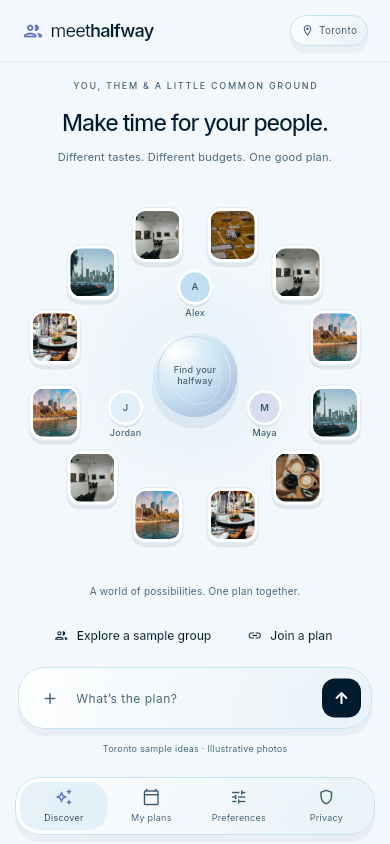 meethalfway
Toronto
YOU, THEM & A LITTLE COMMON GROUND
Make time for your people.
Different tastes. Different budgets. One good plan.
A
Alex
Find your
halfway
J
Jordan
M
Maya
A world of possibilities. One plan together.
Explore a sample group
Join a plan
What's the plan?
Toronto sample ideas · Illustrative photos
Discover
My plans
Preferences
Privacy